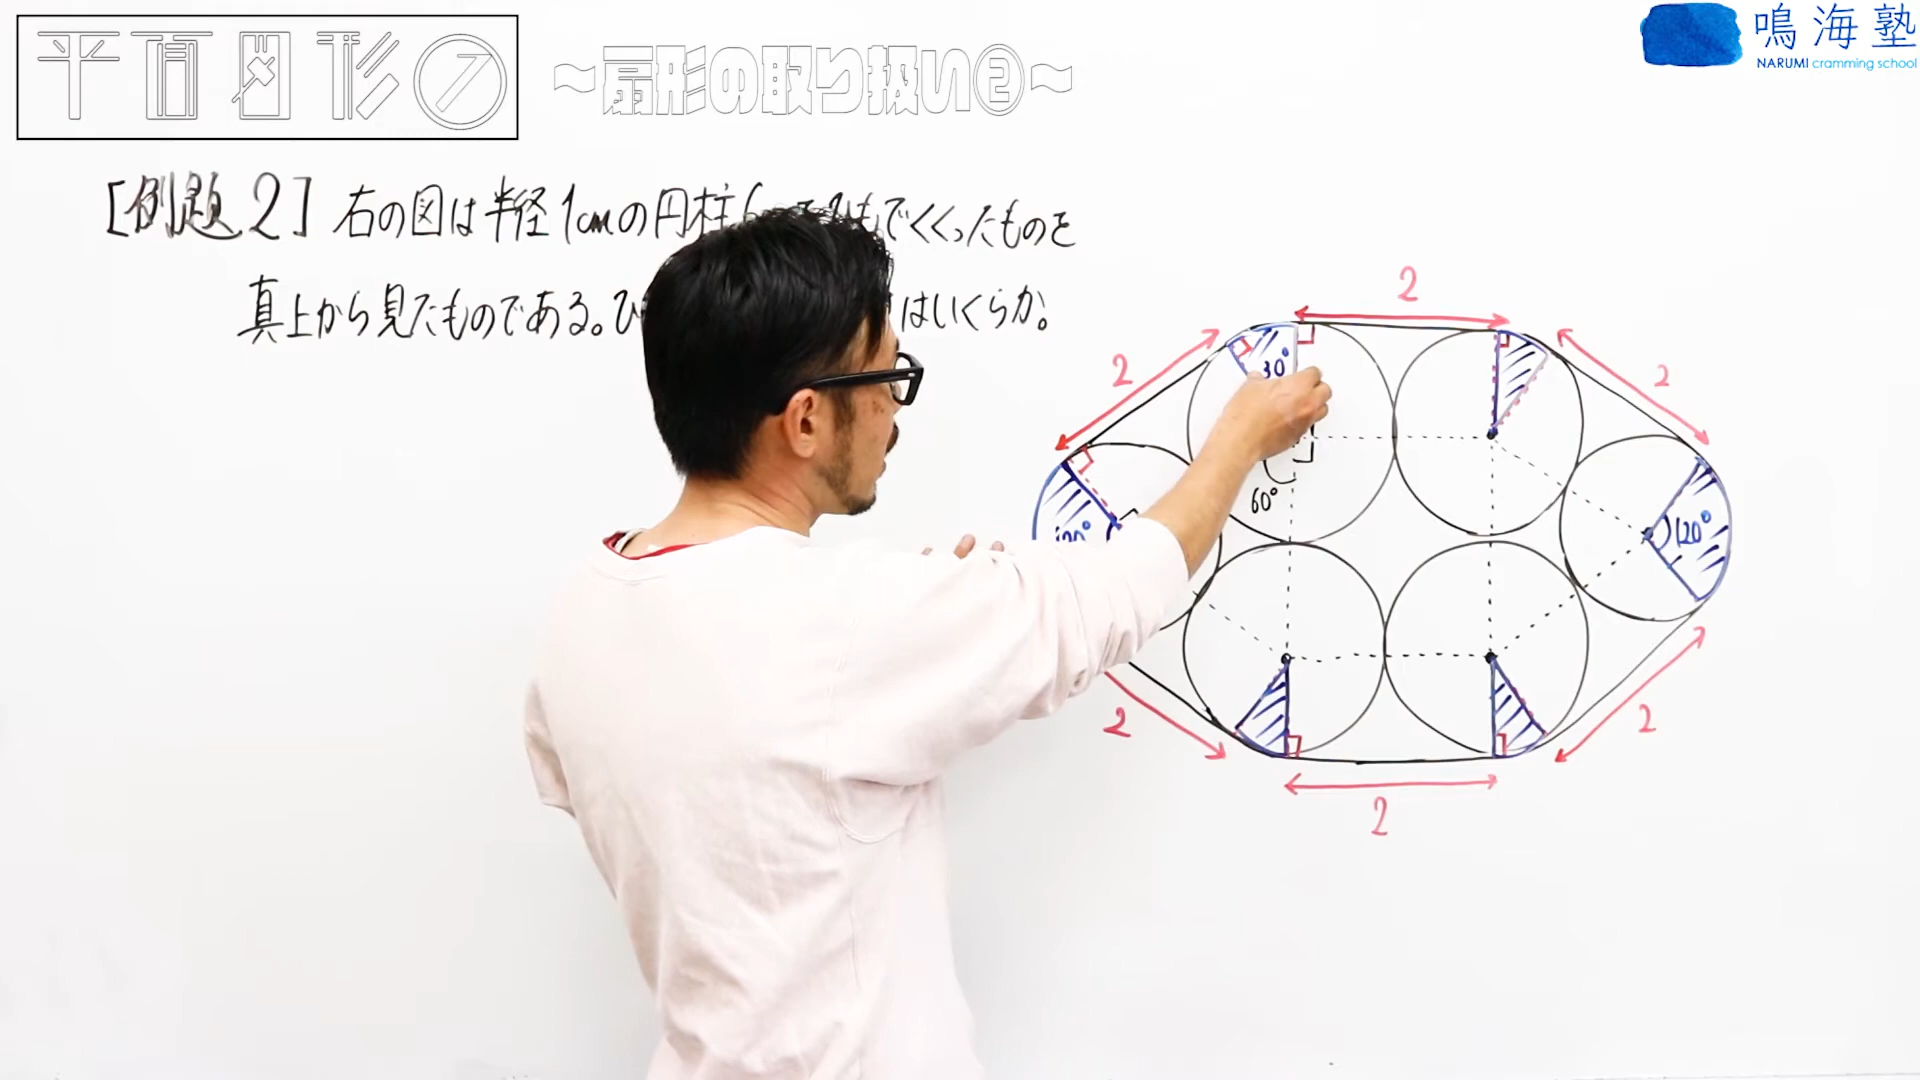 平面図形⑦
~扇形の取り扱い②~
鳴海塾
NARUMI cramming school
[例題2] 右の図は半径1cmの円柱6 ひもでくくったものを
真上から見たものである。ひ はいくらか。
2
2
2
30°
60°
120°
120°
2
2
2